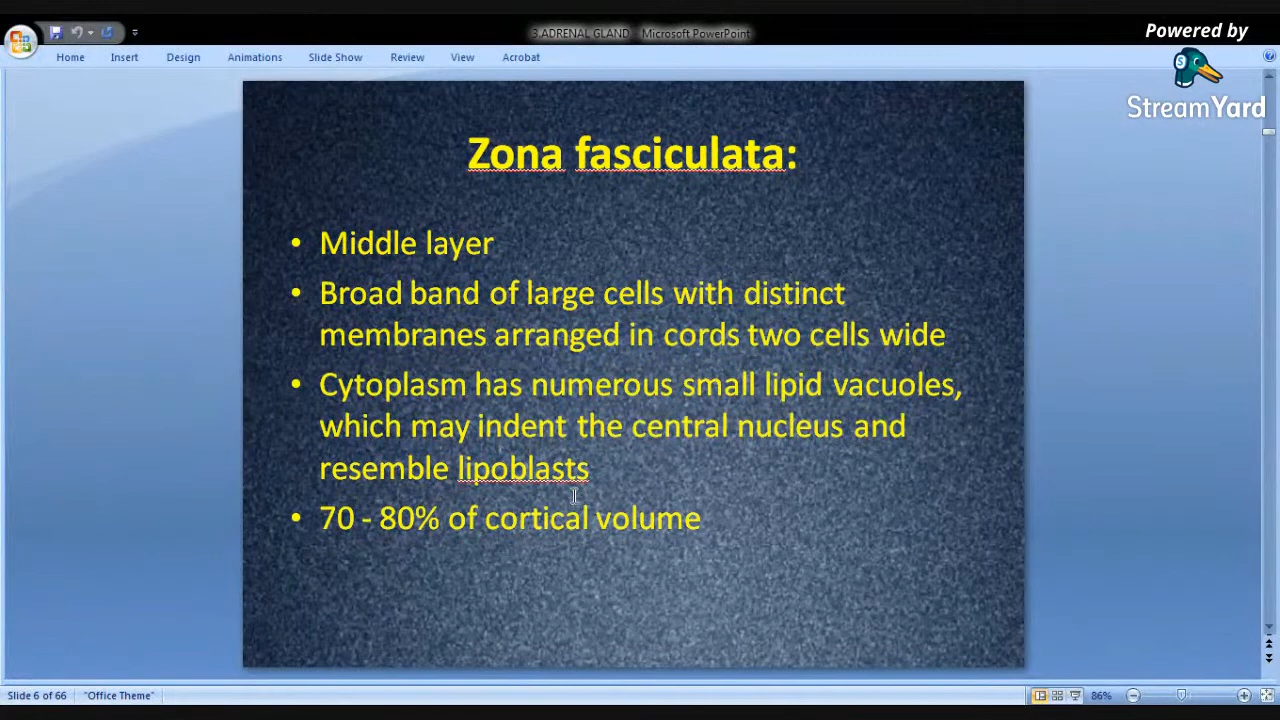 3.ADRENAL GLAND - Microsoft PowerPoint
Powered by
Home Insert Design Animations Slide Show Review View Acrobat
StreamYard
Zona fasciculata:
• Middle layer
• Broad band of large cells with distinct
membranes arranged in cords two cells wide
• Cytoplasm has numerous small lipid vacuoles,
which may indent the central nucleus and
resemble lipoblasts
• 70 - 80% of cortical volume
Slide 6 of 66 "Office Theme" 86%